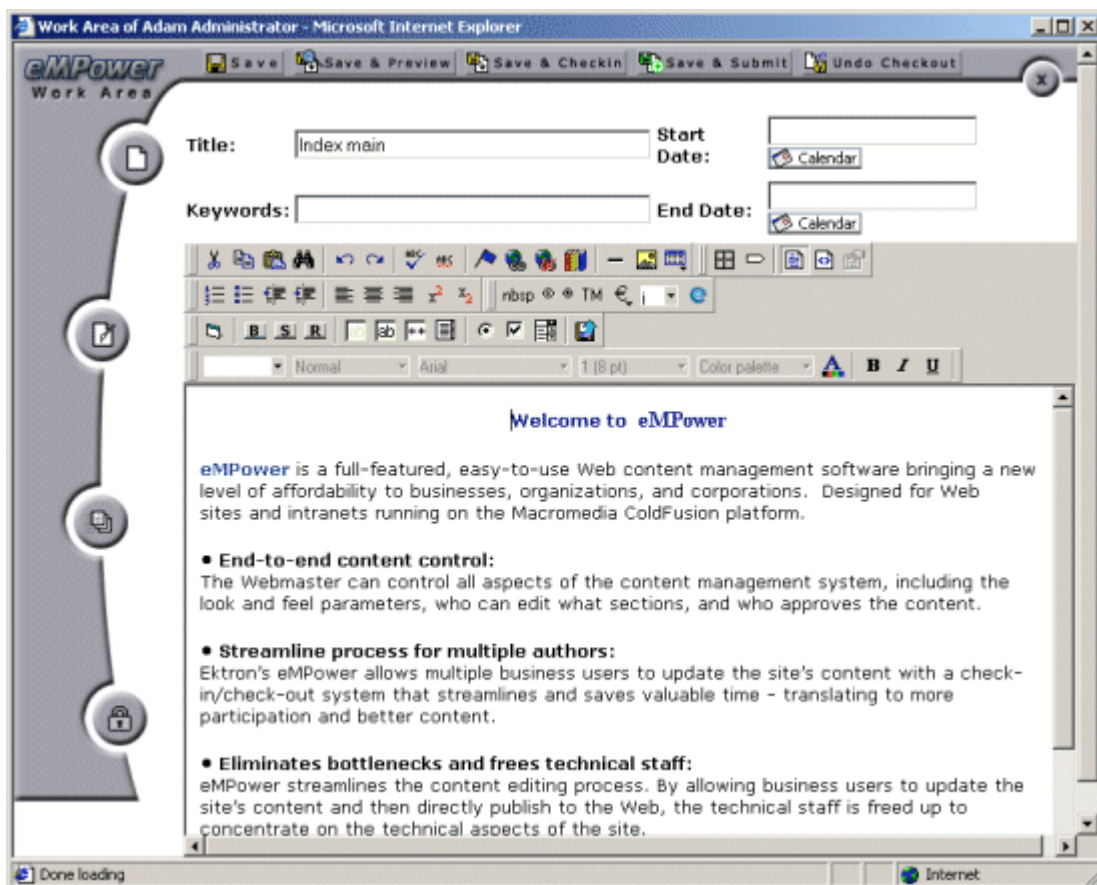 Work Area of Adam Administrator - Microsoft Internet Explorer
eMPower
Work Area
Save Save & Preview Save & Checkin Save & Submit Undo Checkout
x
Title: Index main Start Date:
Calendar
Keywords: End Date:
Calendar
ABC ABC
x² x₂ nbsp © ® TM € i
B S R ab ab
Normal Arial 1 (8 pt) Color palette A B I U
Welcome to eMPower
eMPower is a full-featured, easy-to-use Web content management software bringing a new
level of affordability to businesses, organizations, and corporations. Designed for Web
sites and intranets running on the Macromedia ColdFusion platform.
• End-to-end content control:
The Webmaster can control all aspects of the content management system, including the
look and feel parameters, who can edit what sections, and who approves the content.
• Streamline process for multiple authors:
Ektron's eMPower allows multiple business users to update the site's content with a check-
in/check-out system that streamlines and saves valuable time - translating to more
participation and better content.
• Eliminates bottlenecks and frees technical staff:
eMPower streamlines the content editing process. By allowing business users to update the
site's content and then directly publish to the Web, the technical staff is freed up to
concentrate on the technical aspects of the site.
Done loading Internet